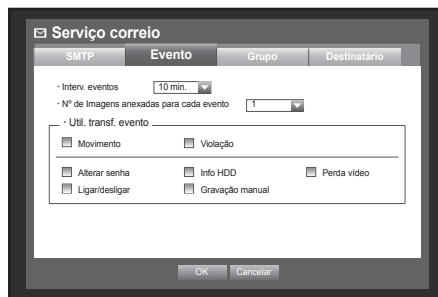 Serviço correio
SMTP Evento Grupo Destinatário
· Interv. eventos 10 min.
· Nº de Imagens anexadas para cada evento 1
· Util. transf. evento
Movimento Violação
Alterar senha Info HDD Perda vídeo
Ligar/desligar Gravação manual
OK Cancelar